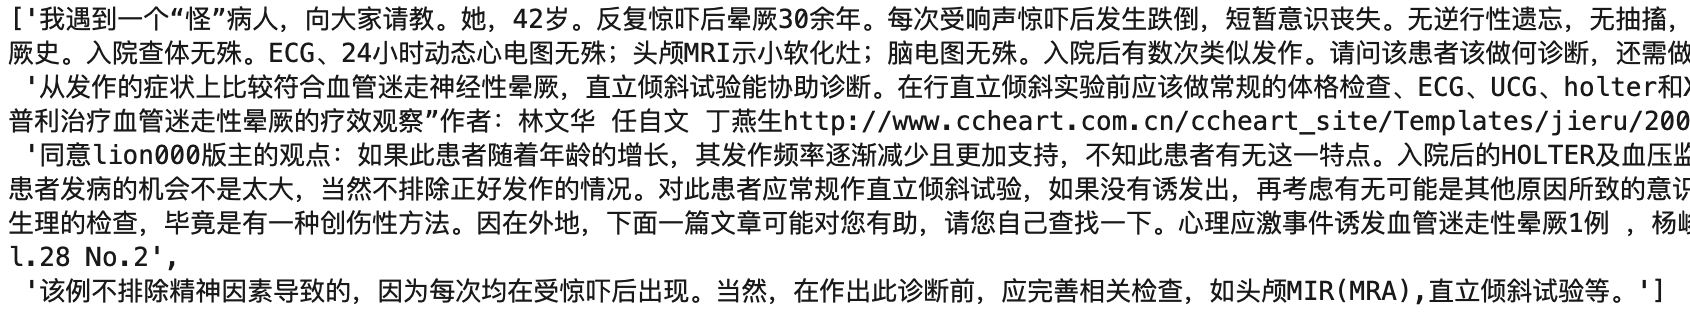 ['我遇到一个“怪”病人，向大家请教。她，42岁。反复惊吓后晕厥30余年。每次受响声惊吓后发生跌倒，短暂意识丧失。无逆行性遗忘，无抽搐，
厥史。入院查体无殊。ECG、24小时动态心电图无殊；头颅MRI示小软化灶；脑电图无殊。入院后有数次类似发作。请问该患者该做何诊断，还需做
'从发作的症状上比较符合血管迷走神经性晕厥，直立倾斜试验能协助诊断。在行直立倾斜实验前应该做常规的体格检查、ECG、UCG、holter和X
普利治疗血管迷走性晕厥的疗效观察”作者：林文华 任自文 丁燕生http://www.ccheart.com.cn/ccheart_site/Templates/jieru/200
'同意lion000版主的观点：如果此患者随着年龄的增长，其发作频率逐渐减少且更加支持，不知此患者有无这一特点。入院后的HOLTER及血压监
患者发病的机会不是太大，当然不排除正好发作的情况。对此患者应常规作直立倾斜试验，如果没有诱发出，再考虑有无可能是其他原因所致的意识
生理的检查，毕竟是有一种创伤性方法。因在外地，下面一篇文章可能对您有助，请您自己查找一下。心理应激事件诱发血管迷走性晕厥1例 ，杨
l.28 No.2',
'该例不排除精神因素导致的，因为每次均在受惊吓后出现。当然，在作出此诊断前，应完善相关检查，如头颅MIR(MRA),直立倾斜试验等。']